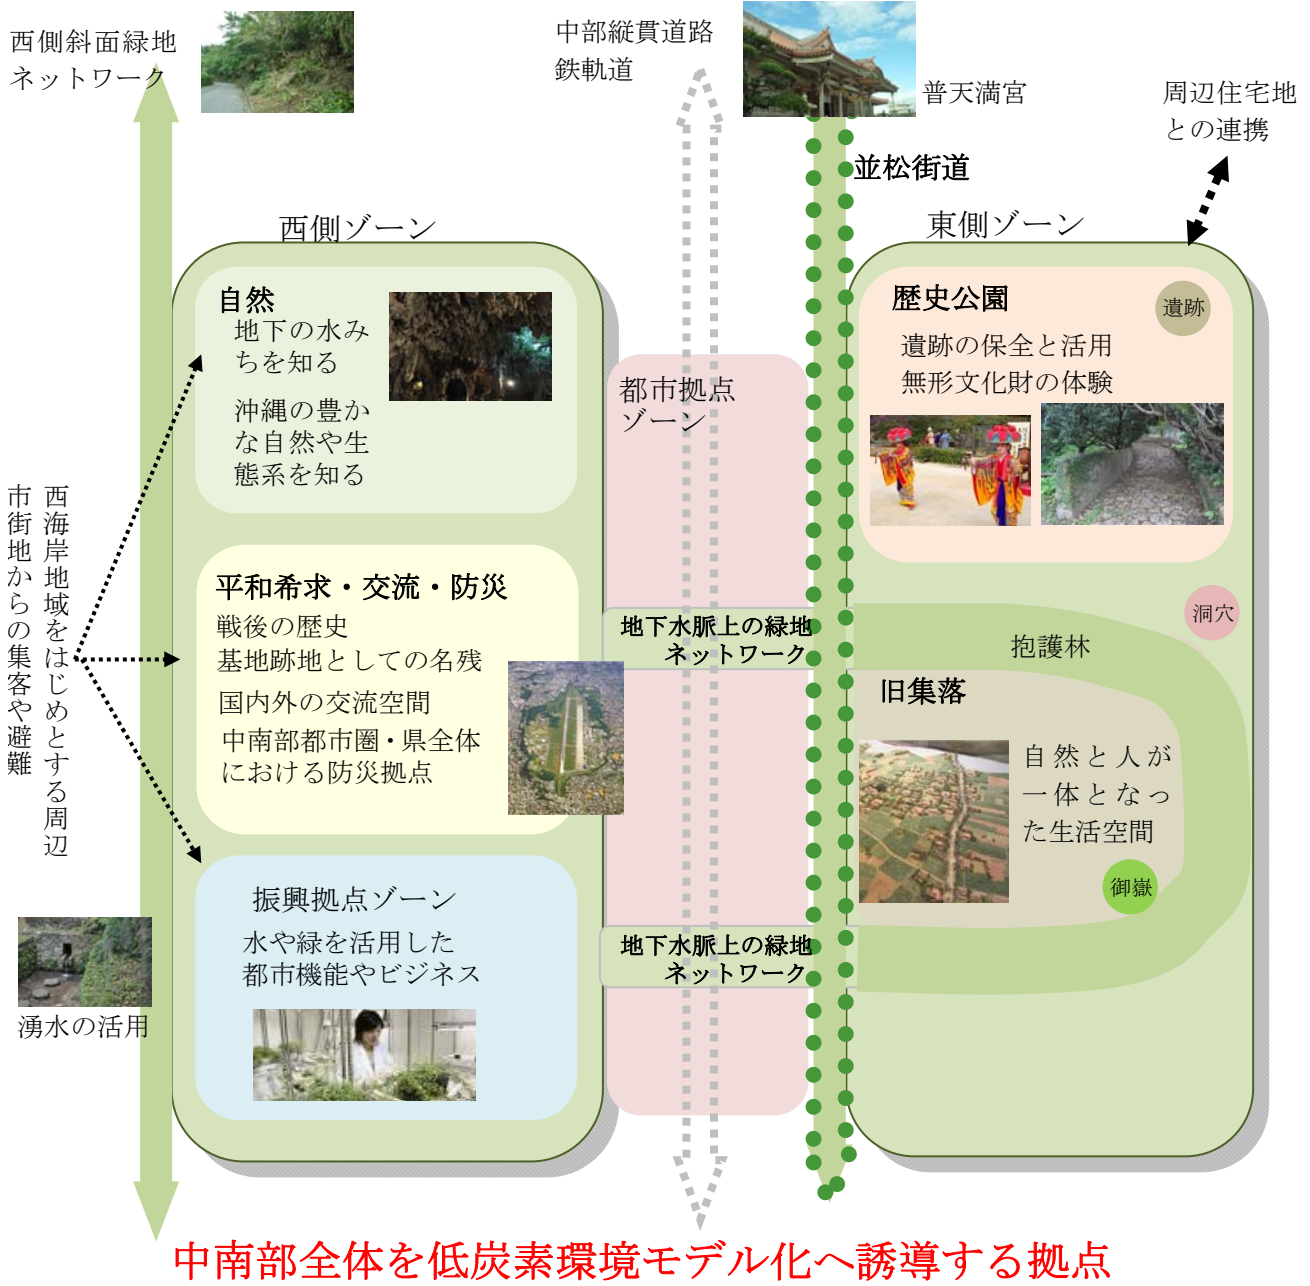 西側斜面緑地
ネットワーク
中部縦貫道路
鉄軌道
普天満宮
周辺住宅地
との連携
並松街道
西側ゾーン
東側ゾーン
自然
地下の水み
ちを知る
沖縄の豊か
な自然や生
態系を知る
都市拠点
ゾーン
歴史公園
遺跡
遺跡の保全と活用
無形文化財の体験
西海岸地域をはじめとする周辺
市街地からの集客や避難
平和希求・交流・防災
戦後の歴史
基地跡地としての名残
国内外の交流空間
中南部都市圏・県全体
における防災拠点
地下水脈上の緑地
ネットワーク
洞穴
抱護林
旧集落
自然と人が
一体となっ
た生活空間
御嶽
振興拠点ゾーン
水や緑を活用した
都市機能やビジネス
地下水脈上の緑地
ネットワーク
湧水の活用
中南部全体を低炭素環境モデル化へ誘導する拠点